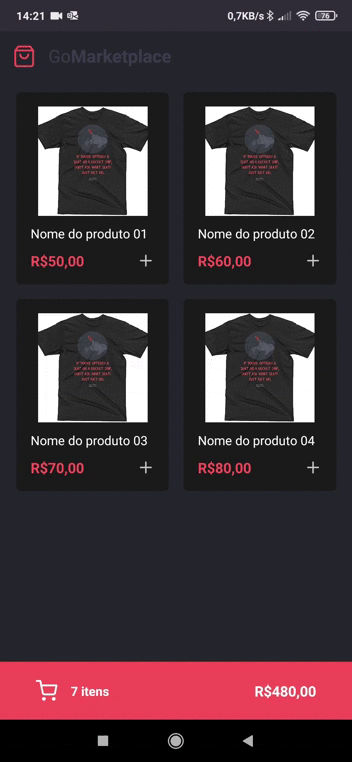 14:21 0,7KB/s 76
GoMarketplace
Nome do produto 01
R$50,00 +
Nome do produto 02
R$60,00 +
Nome do produto 03
R$70,00 +
Nome do produto 04
R$80,00 +
7 itens R$480,00